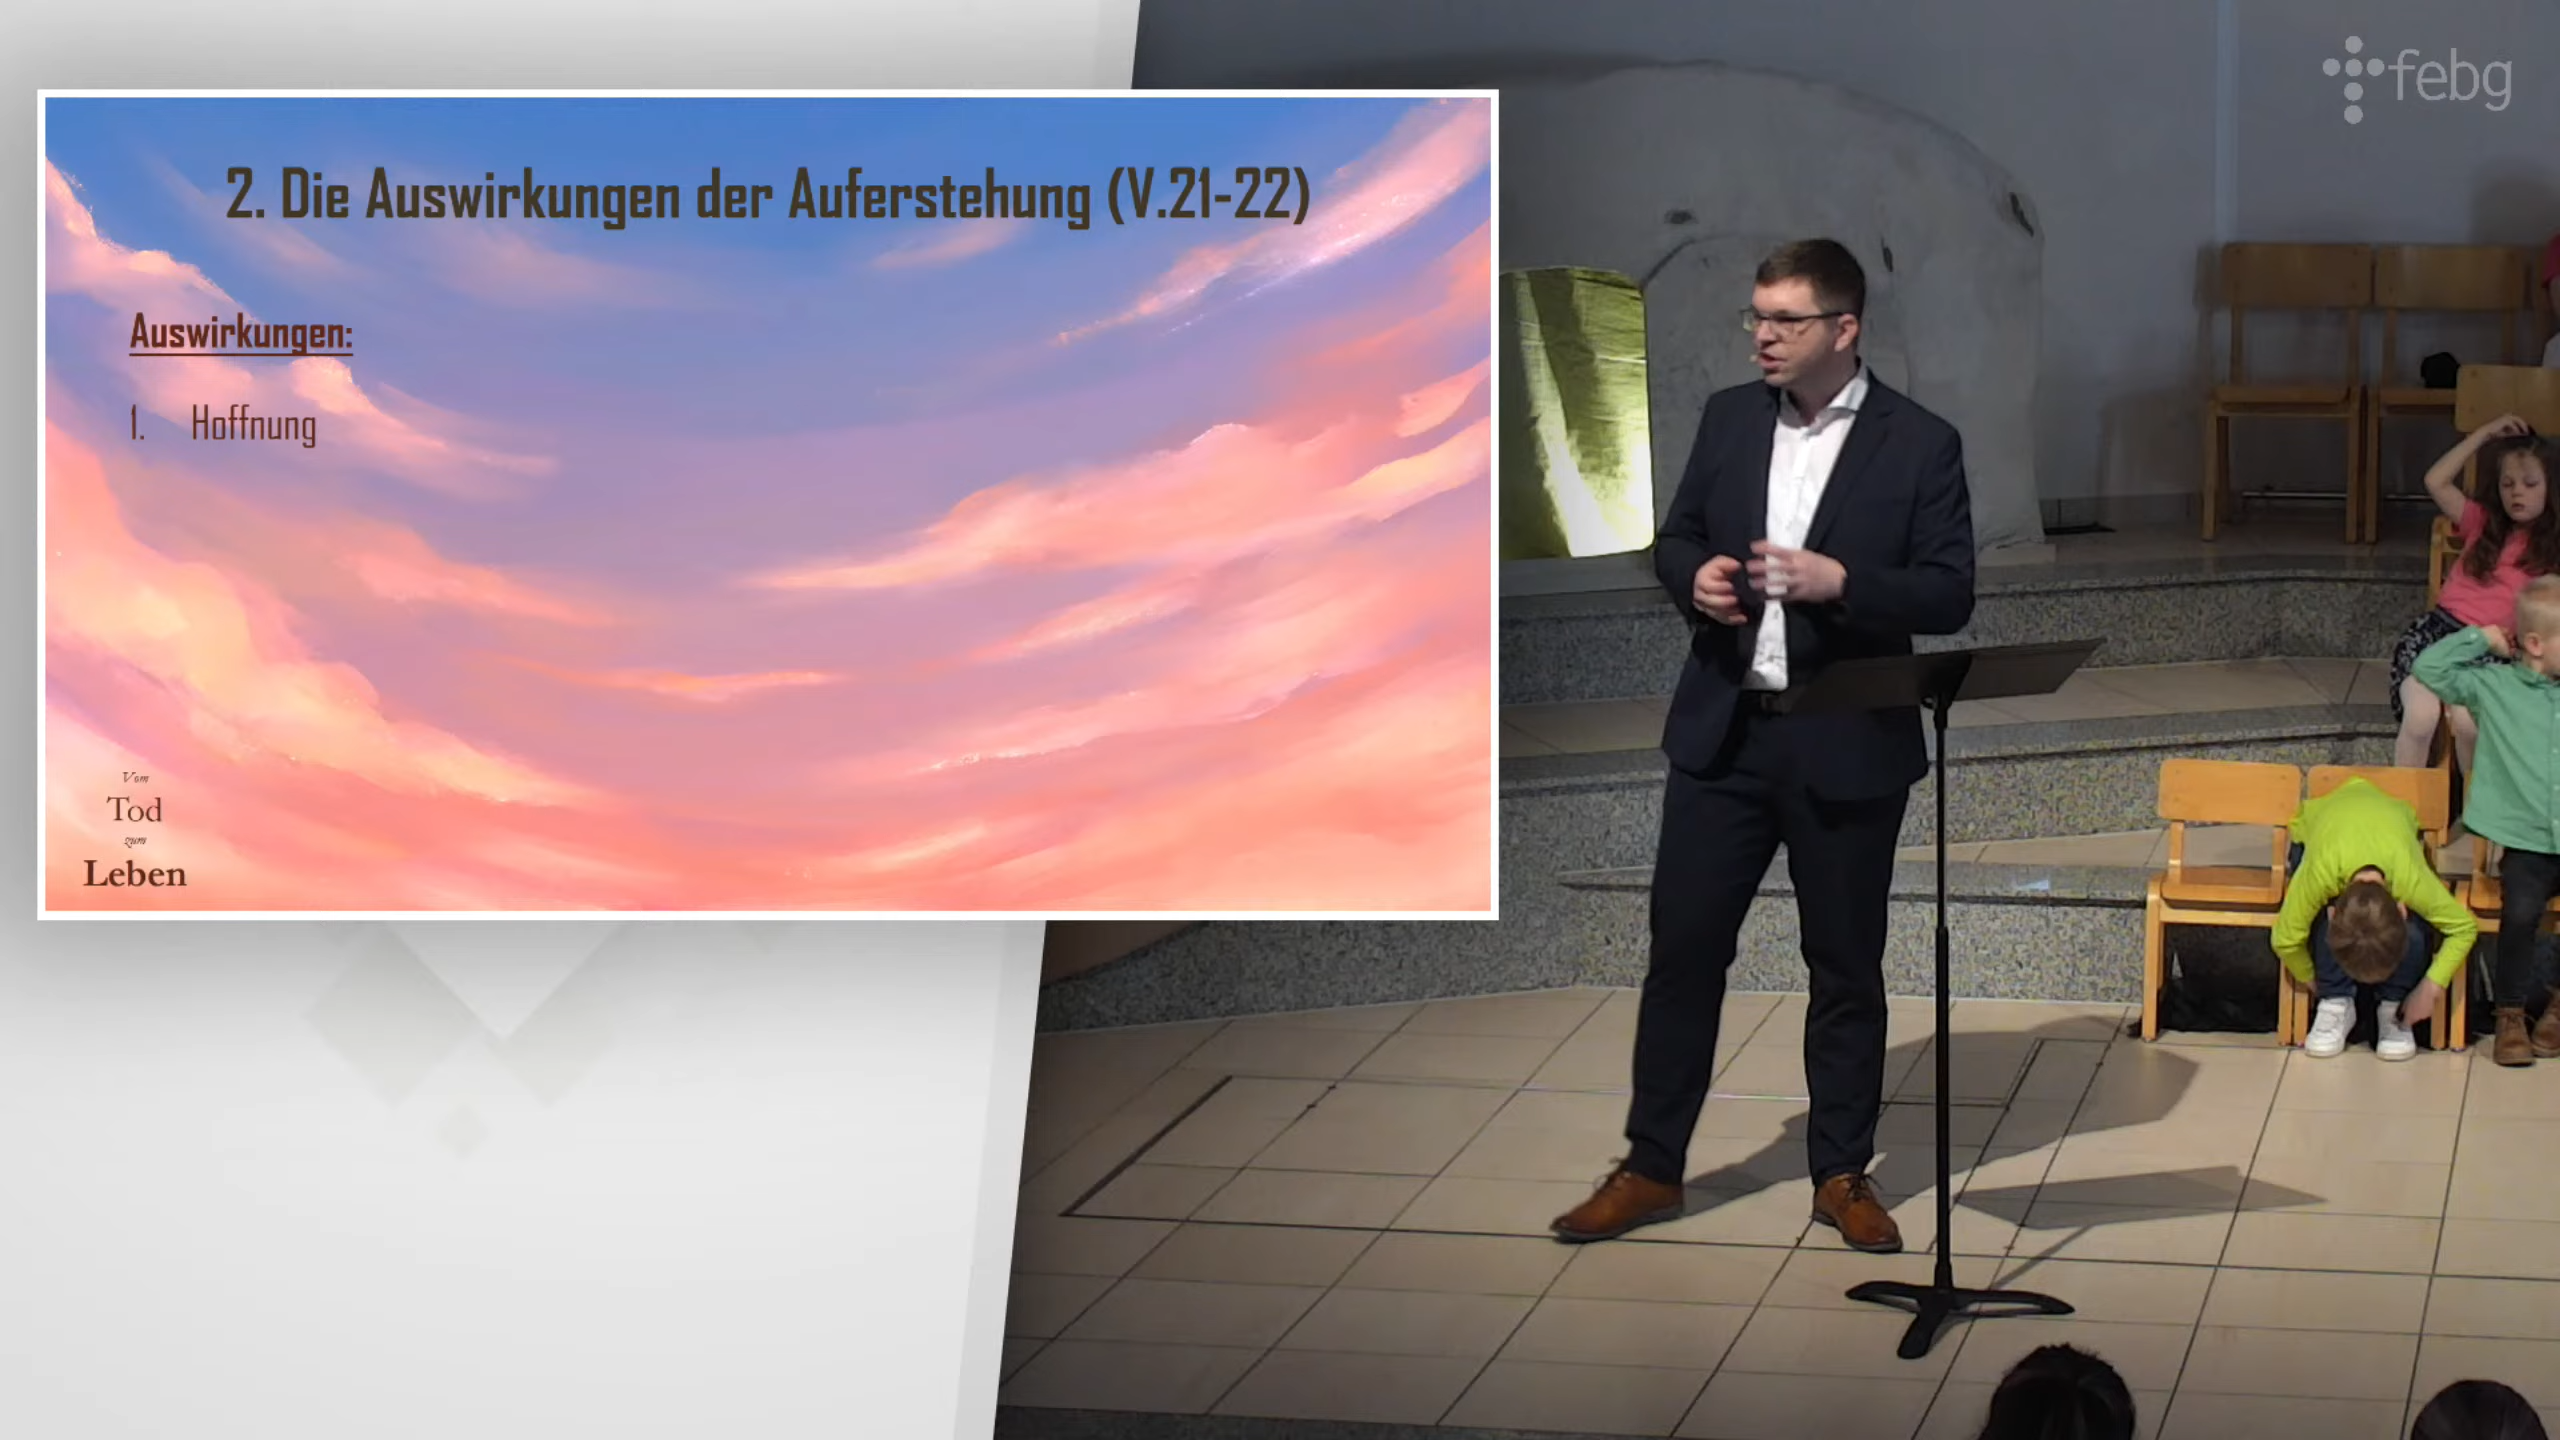 febg
2. Die Auswirkungen der Auferstehung (V.21-22)
Auswirkungen:
1. Hoffnung
Vom
Tod
zum
Leben